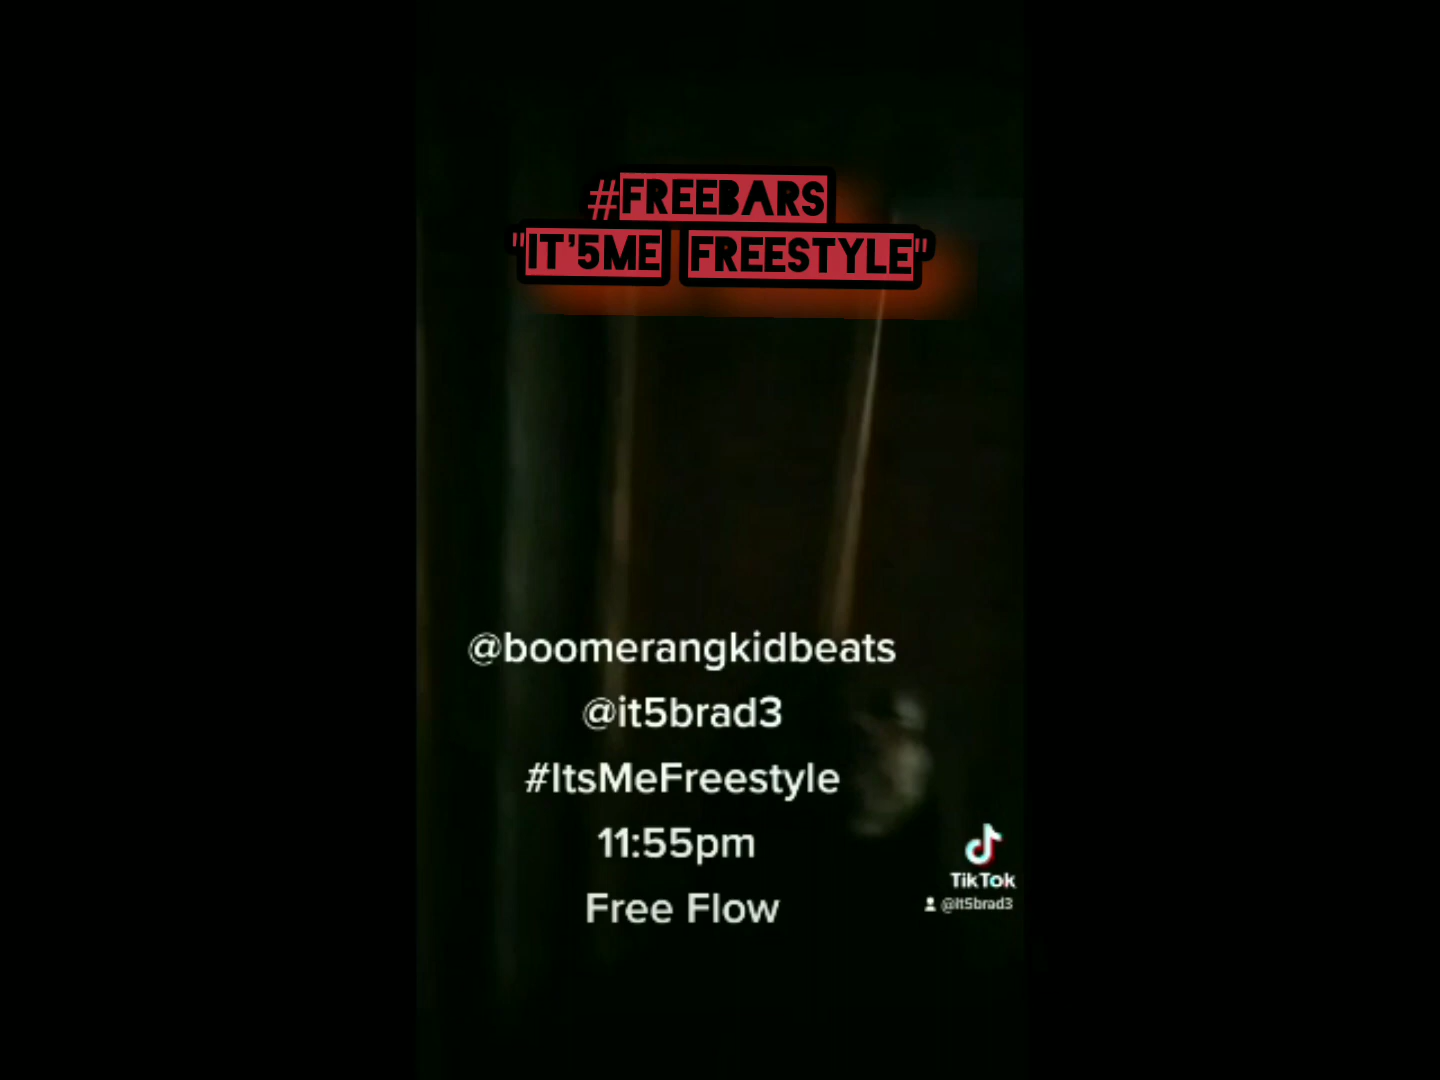 #FREEBARS
"IT'5ME FREESTYLE"
@boomerangkidbeats
@it5brad3
#ItsMeFreestyle
11:55pm
Free Flow
TikTok
@it5brad3